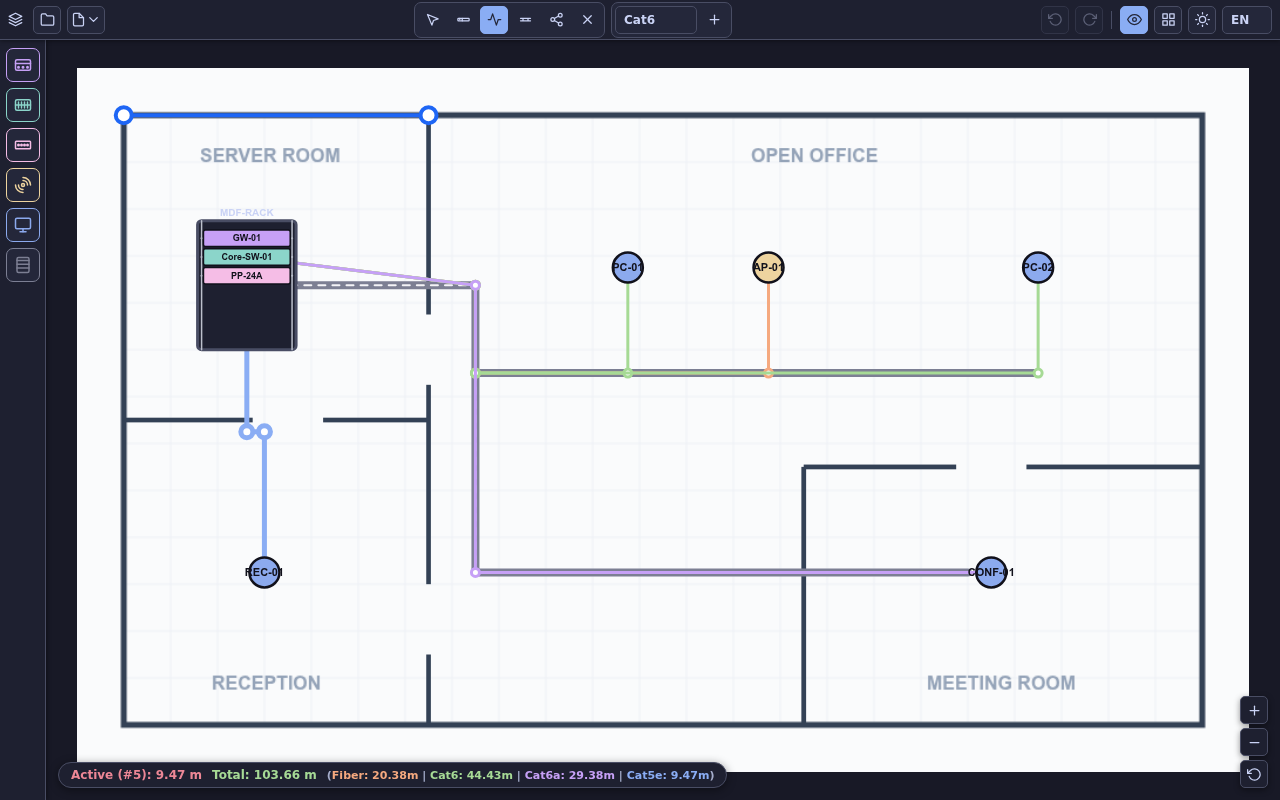 Cat6
EN
SERVER ROOM
OPEN OFFICE
MDF-RACK
GW-01
Core-SW-01
PP-24A
PC-01
AP-01
PC-02
REC-01
CONF-01
RECEPTION
MEETING ROOM
Active (#5): 9.47 m Total: 103.66 m (Fiber: 20.38m | Cat6: 44.43m | Cat6a: 29.38m | Cat5e: 9.47m)